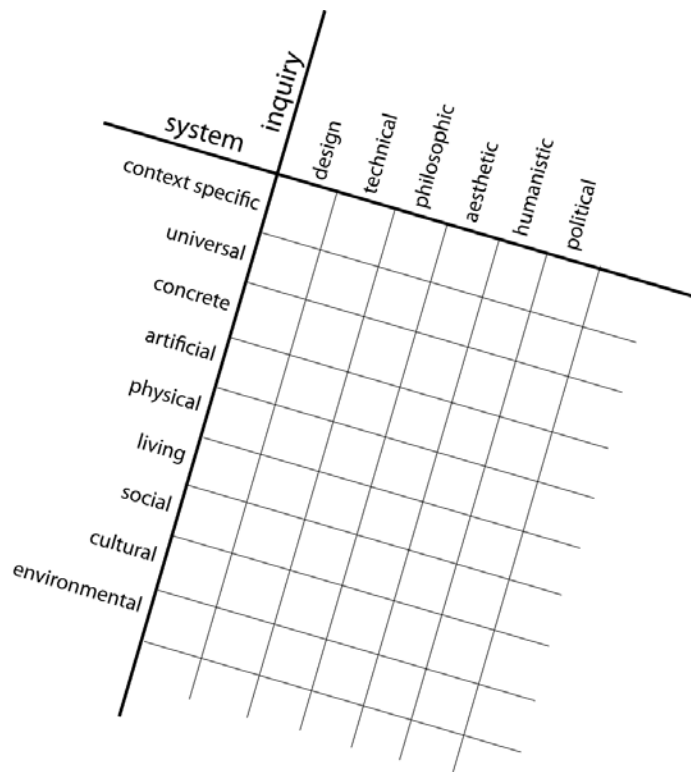 inquiry
system
design
technical
philosophic
aesthetic
humanistic
political
context specific
universal
concrete
artificial
physical
living
social
cultural
environmental